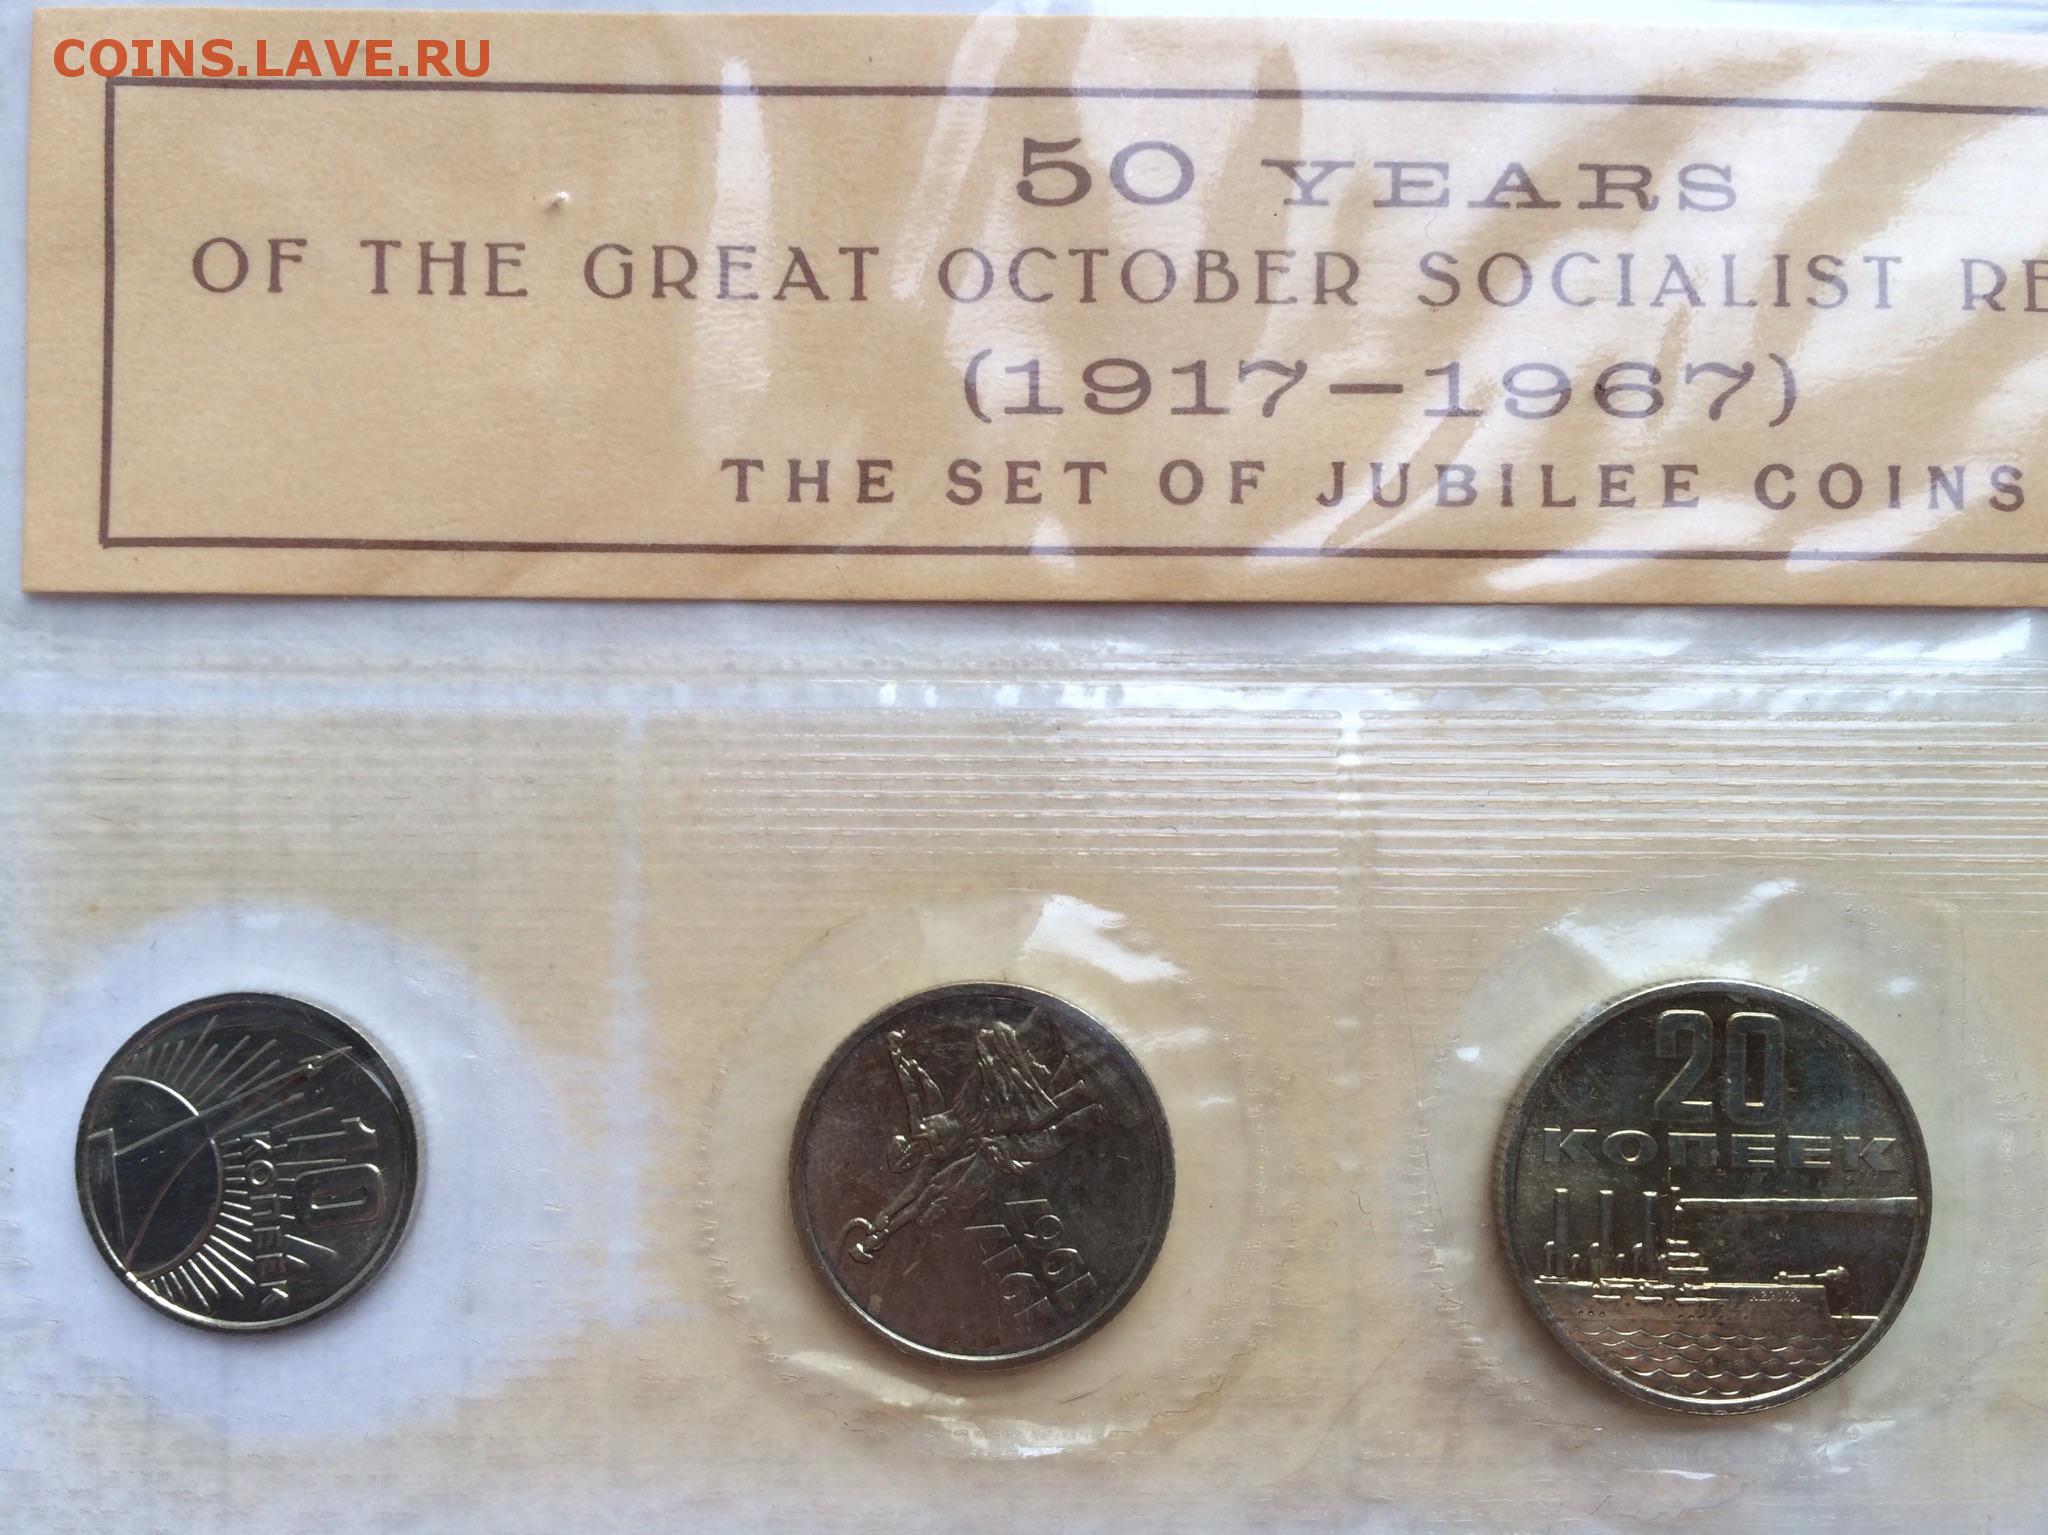 COINS.LAVE.RU
50 YEARS
OF THE GREAT OCTOBER SOCIALIST RE
(1917–1967)
THE SET OF JUBILEE COINS
10
КОПЕЕК
1917
1967
20
КОПЕЕК